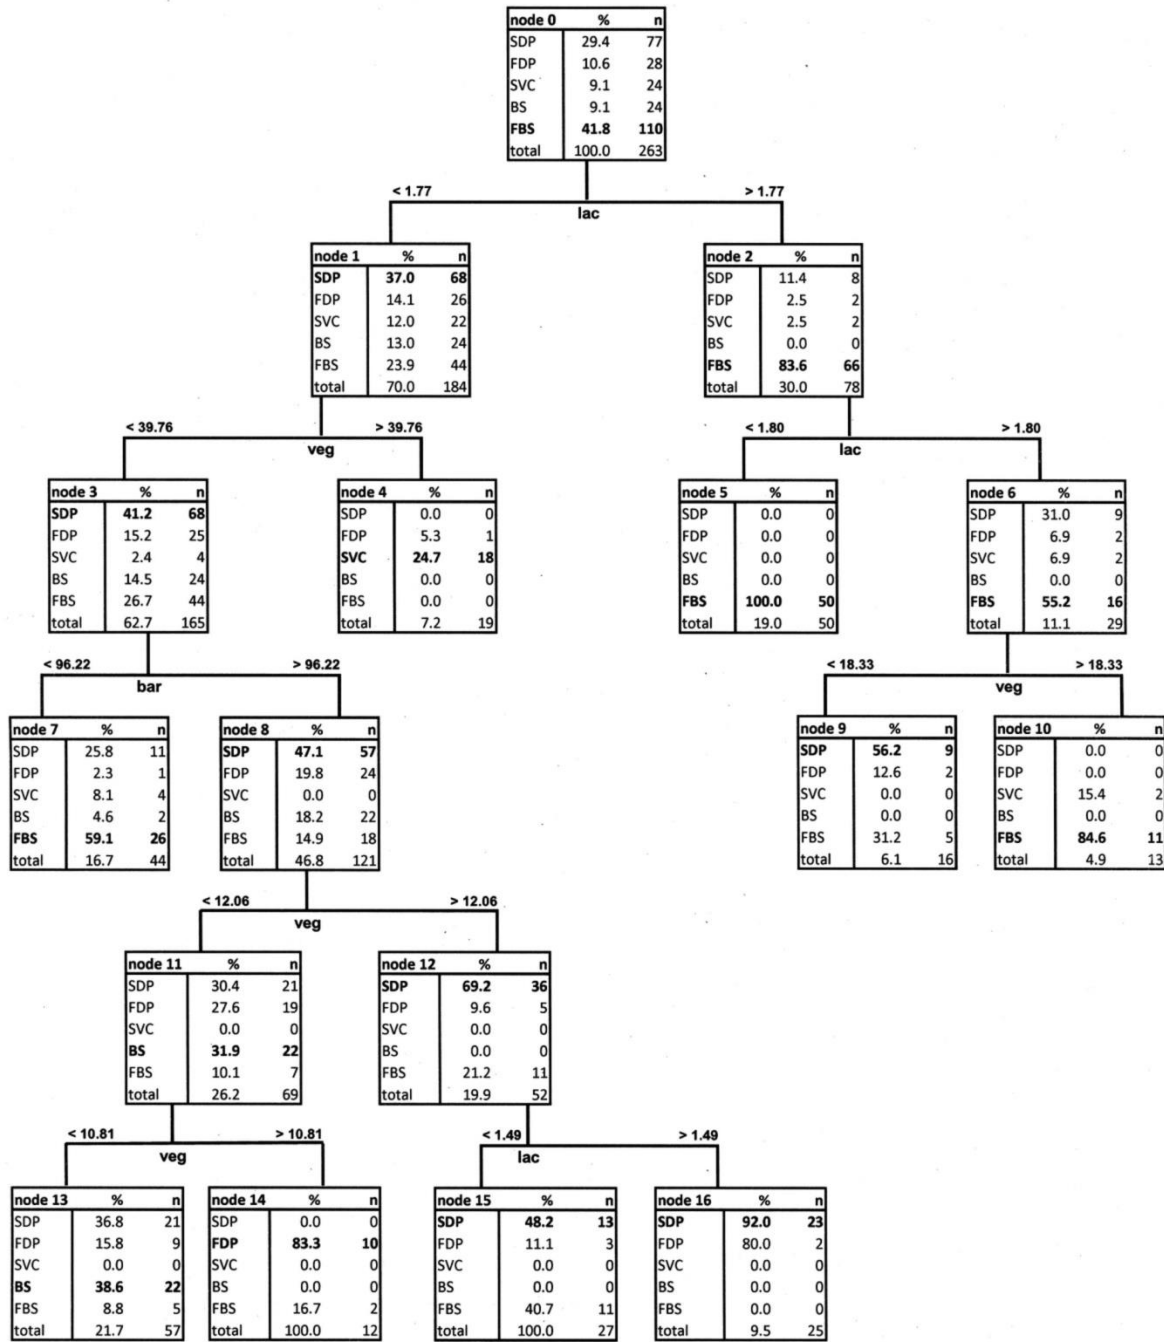 node 0 % n
SDP 29.4 77
FDP 10.6 28
SVC 9.1 24
BS 9.1 24
FBS 41.8 110
total 100.0 263
< 1.77 > 1.77
lac
node 1 % n
SDP 37.0 68
FDP 14.1 26
SVC 12.0 22
BS 13.0 24
FBS 23.9 44
total 70.0 184
node 2 % n
SDP 11.4 8
FDP 2.5 2
SVC 2.5 2
BS 0.0 0
FBS 83.6 66
total 30.0 78
< 39.76 > 39.76
veg
< 1.80 > 1.80
lac
node 3 % n
SDP 41.2 68
FDP 15.2 25
SVC 2.4 4
BS 14.5 24
FBS 26.7 44
total 62.7 165
node 4 % n
SDP 0.0 0
FDP 5.3 1
SVC 24.7 18
BS 0.0 0
FBS 0.0 0
total 7.2 19
node 5 % n
SDP 0.0 0
FDP 0.0 0
SVC 0.0 0
BS 0.0 0
FBS 100.0 50
total 19.0 50
node 6 % n
SDP 31.0 9
FDP 6.9 2
SVC 6.9 2
BS 0.0 0
FBS 55.2 16
total 11.1 29
< 96.22 > 96.22
bar
< 18.33 > 18.33
veg
node 7 % n
SDP 25.8 11
FDP 2.3 1
SVC 8.1 4
BS 4.6 2
FBS 59.1 26
total 16.7 44
node 8 % n
SDP 47.1 57
FDP 19.8 24
SVC 0.0 0
BS 18.2 22
FBS 14.9 18
total 46.8 121
node 9 % n
SDP 56.2 9
FDP 12.6 2
SVC 0.0 0
BS 0.0 0
FBS 31.2 5
total 6.1 16
node 10 % n
SDP 0.0 0
FDP 0.0 0
SVC 15.4 2
BS 0.0 0
FBS 84.6 11
total 4.9 13
< 12.06 > 12.06
veg
node 11 % n
SDP 30.4 21
FDP 27.6 19
SVC 0.0 0
BS 31.9 22
FBS 10.1 7
total 26.2 69
node 12 % n
SDP 69.2 36
FDP 9.6 5
SVC 0.0 0
BS 0.0 0
FBS 21.2 11
total 19.9 52
< 10.81 > 10.81
veg
< 1.49 > 1.49
lac
node 13 % n
SDP 36.8 21
FDP 15.8 9
SVC 0.0 0
BS 38.6 22
FBS 8.8 5
total 21.7 57
node 14 % n
SDP 0.0 0
FDP 83.3 10
SVC 0.0 0
BS 0.0 0
FBS 16.7 2
total 100.0 12
node 15 % n
SDP 48.2 13
FDP 11.1 3
SVC 0.0 0
BS 0.0 0
FBS 40.7 11
total 100.0 27
node 16 % n
SDP 92.0 23
FDP 80.0 2
SVC 0.0 0
BS 0.0 0
FBS 0.0 0
total 9.5 25